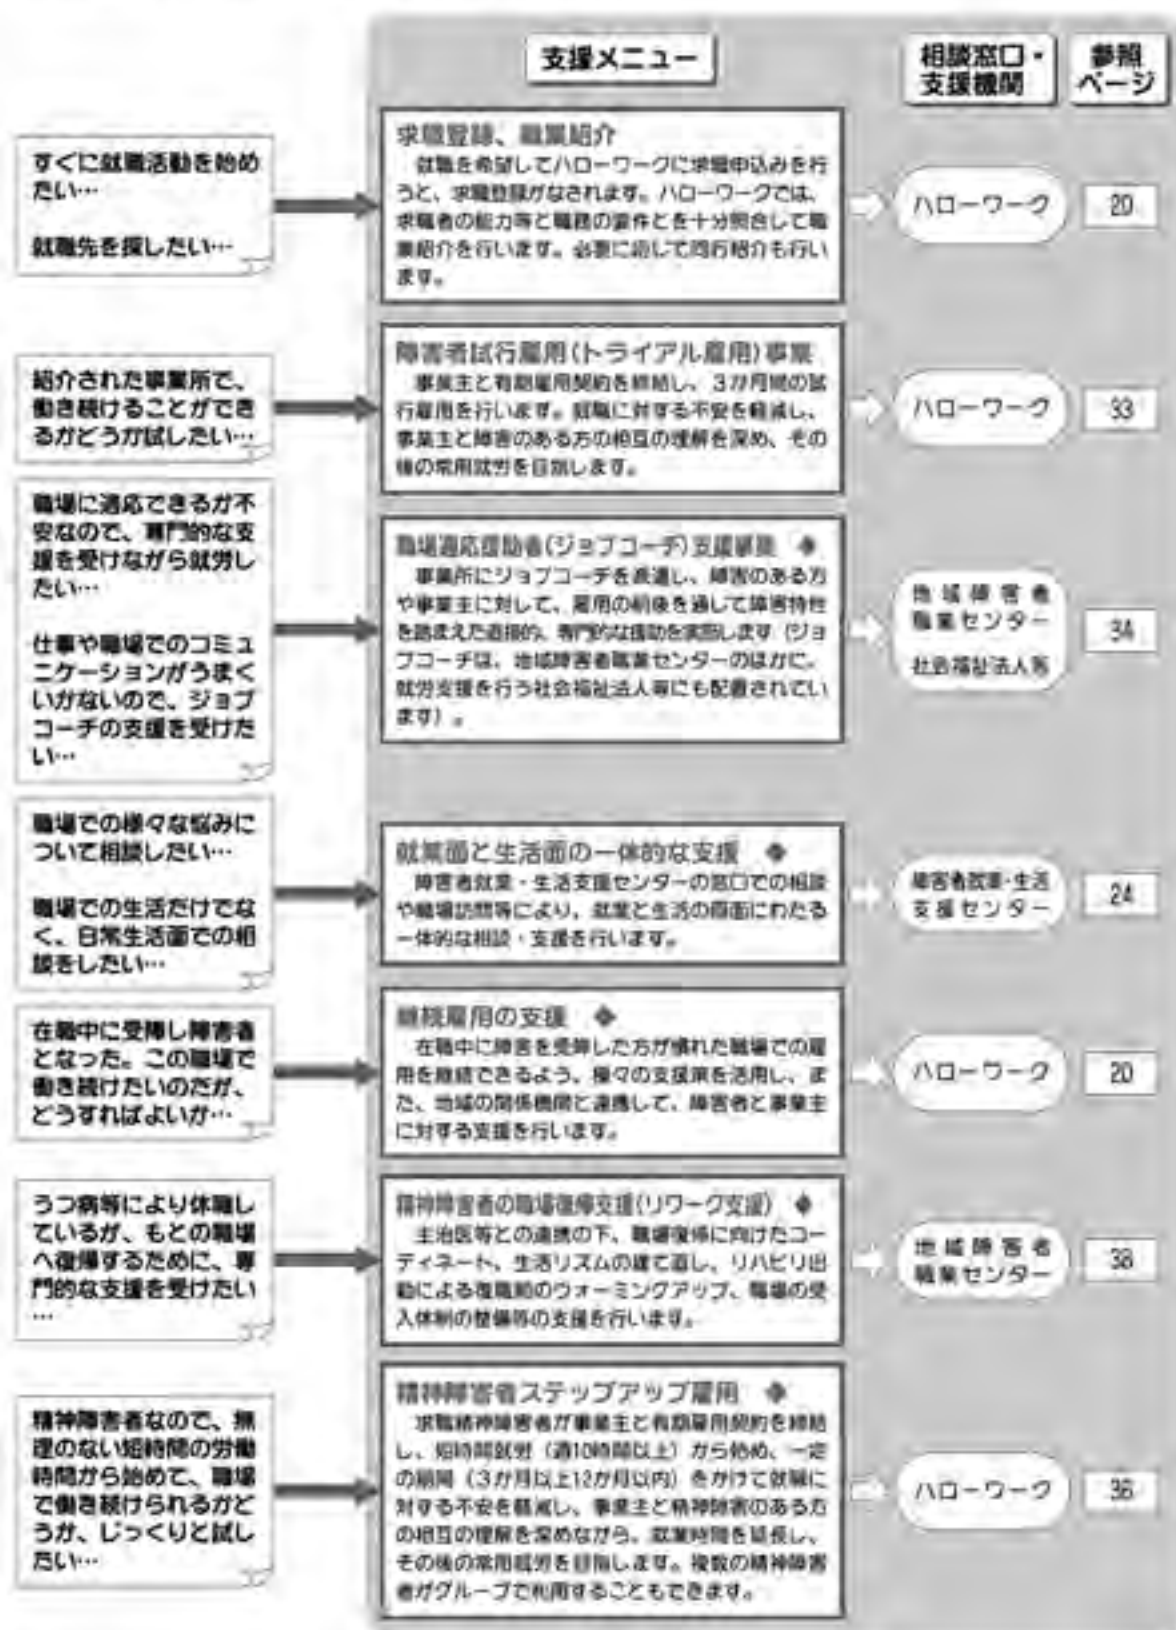 支援メニュー
相談窓口・
支援機関
参照
ページ
すぐに就職活動を始め
たい…
就職先を探したい…
求職登録、職業紹介
就職を希望してハローワークに求職申込みを行
うと、求職登録がなされます。ハローワークでは、
求職者の能力等と職務の要件とを十分照合して職
業紹介を行います。必要に応じて同行紹介も行い
ます。
ハローワーク
20
紹介された事業所で、
働き続けることができ
るかどうか試したい…
障害者試行雇用(トライアル雇用)事業
事業主と有期雇用契約を締結し、3か月間の試
行雇用を行います。就職に対する不安を軽減し、
事業主と障害のある方の相互の理解を深め、その
後の常用就労を目指します。
ハローワーク
33
職場に適応できるか不
安なので、専門的な支
援を受けながら就労し
たい…
仕事や職場でのコミュ
ニケーションがうまく
いかないので、ジョブ
コーチの支援を受けた
い…
職場適応援助者(ジョブコーチ)支援事業 ◆
事業所にジョブコーチを派遣し、障害のある方
や事業主に対して、雇用の前後を通して障害特性
を踏まえた直接的、専門的な援助を実施します(ジョ
ブコーチは、地域障害者職業センターのほかに、
就労支援を行う社会福祉法人等にも配置されてい
ます)。
地域障害者
職業センター
社会福祉法人等
34
職場での様々な悩みに
ついて相談したい…
職場での生活だけでな
く、日常生活面での相
談をしたい…
就業面と生活面の一体的な支援 ◆
障害者就業・生活支援センターの窓口での相談
や職場訪問等により、就業と生活の両面にわたる
一体的な相談・支援を行います。
障害者就業・生活
支援センター
24
在職中に受障し障害者
となった。この職場で
働き続けたいのだが、
どうすればよいか…
継続雇用の支援 ◆
在職中に障害を受障した方が慣れた職場での雇
用を継続できるよう、様々の支援策を活用し、ま
た、地域の関係機関と連携して、障害者と事業主
に対する支援を行います。
ハローワーク
20
うつ病等により休職し
ているが、もとの職場
へ復帰するために、専
門的な支援を受けたい
…
精神障害者の職場復帰支援(リワーク支援) ◆
主治医等との連携の下、職場復帰に向けたコー
ディネート、生活リズムの建て直し、リハビリ出
勤による復職前のウォーミングアップ、職場の受
入体制の整備等の支援を行います。
地域障害者
職業センター
38
精神障害者なので、無
理のない短時間の労働
時間から始めて、職場
で働き続けられるかど
うか、じっくりと試し
たい…
精神障害者ステップアップ雇用 ◆
求職精神障害者が事業主と有期雇用契約を締結
し、短時間就労(週10時間以上)から始め、一定
の期間(3か月以上12か月以内)をかけて就職に
対する不安を軽減し、事業主と精神障害のある方
の相互の理解を深めながら、就業時間を延長し、
その後の常用就労を目指します。複数の精神障害
者がグループで利用することもできます。
ハローワーク
36